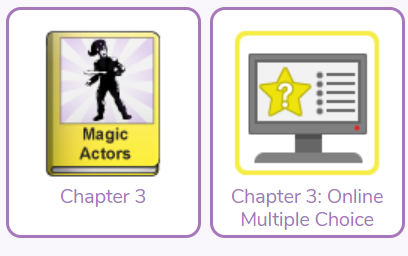 Magic
Actors
Chapter 3
?
Chapter 3: Online
Multiple Choice